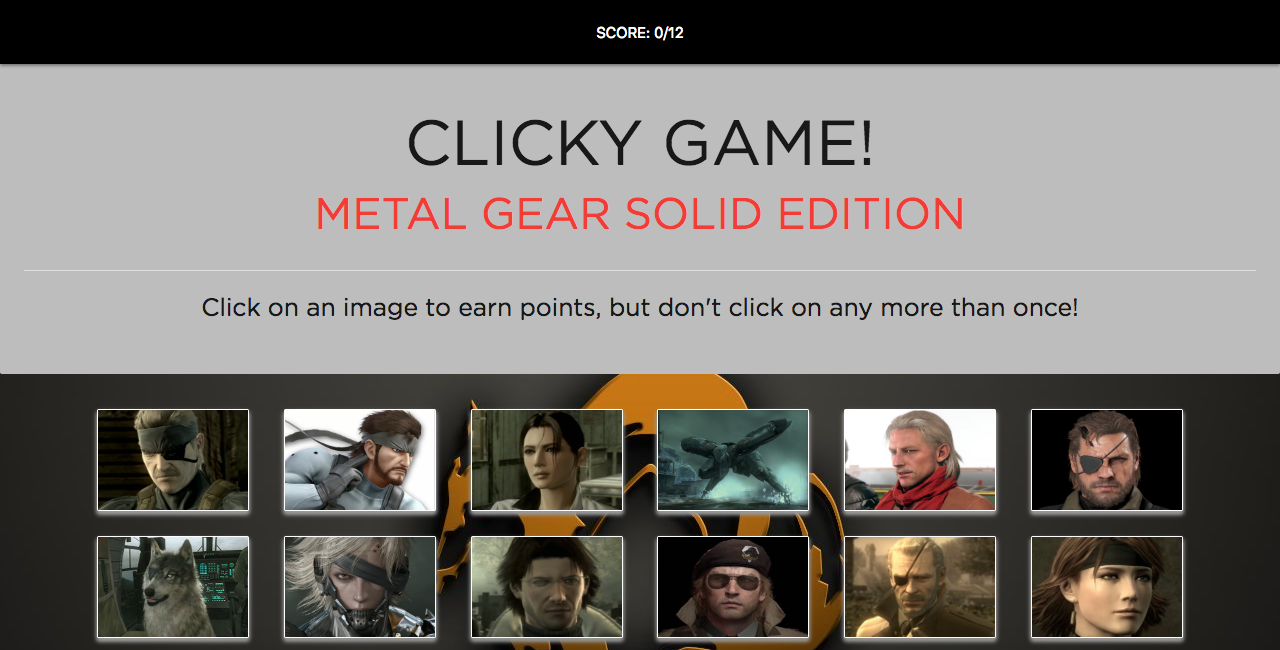 SCORE: 0/12
CLICKY GAME!
METAL GEAR SOLID EDITION
Click on an image to earn points, but don't click on any more than once!